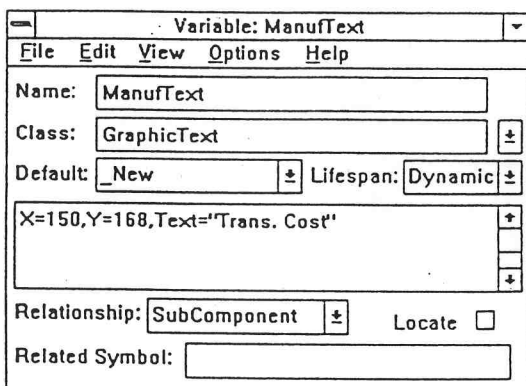 Variable: ManufText
File Edit View Options Help
Name: ManufText
Class: GraphicText
Default: _New Lifespan: Dynamic
X=150,Y=168,Text="Trans. Cost"
Relationship: SubComponent Locate
Related Symbol: